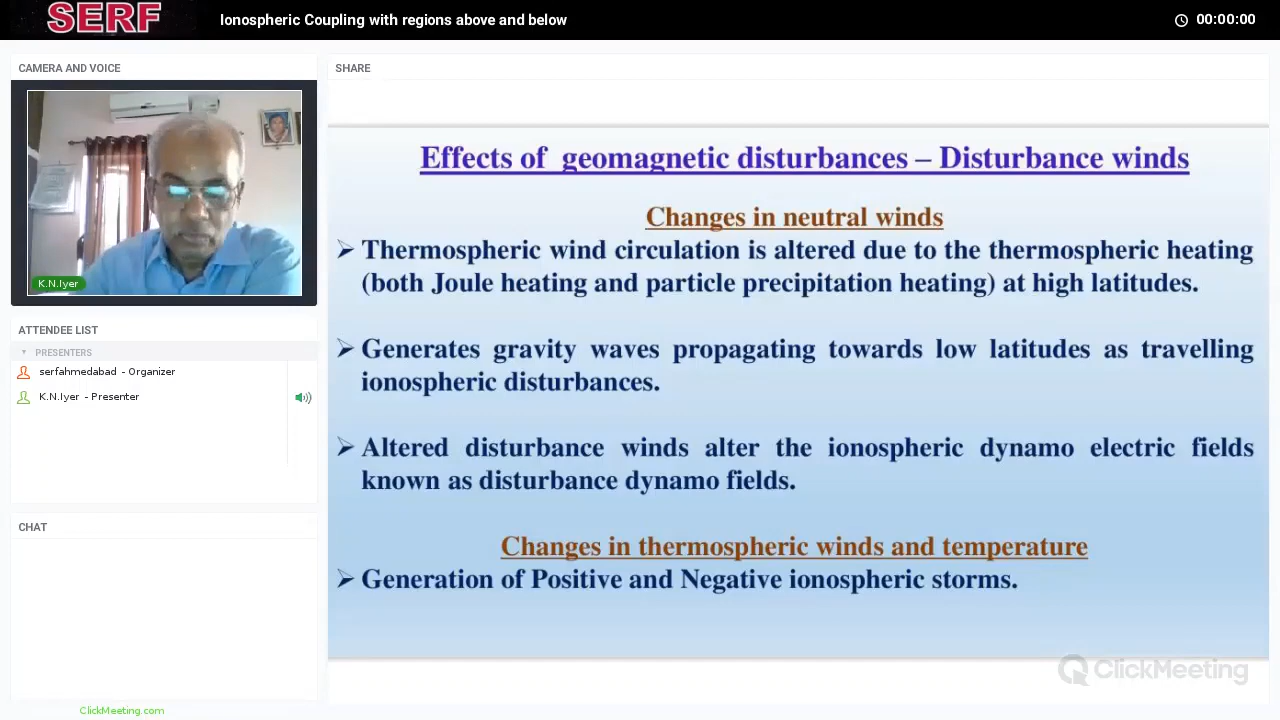 SERF
Ionospheric Coupling with regions above and below
00:00:00
CAMERA AND VOICE
K.N.Iyer
ATTENDEE LIST
PRESENTERS
serfahmedabad - Organizer
K.N.Iyer - Presenter
CHAT
ClickMeeting.com
SHARE
Effects of geomagnetic disturbances – Disturbance winds
Changes in neutral winds
Thermospheric wind circulation is altered due to the thermospheric heating
(both Joule heating and particle precipitation heating) at high latitudes.
Generates gravity waves propagating towards low latitudes as travelling
ionospheric disturbances.
Altered disturbance winds alter the ionospheric dynamo electric fields
known as disturbance dynamo fields.
Changes in thermospheric winds and temperature
Generation of Positive and Negative ionospheric storms.
ClickMeeting